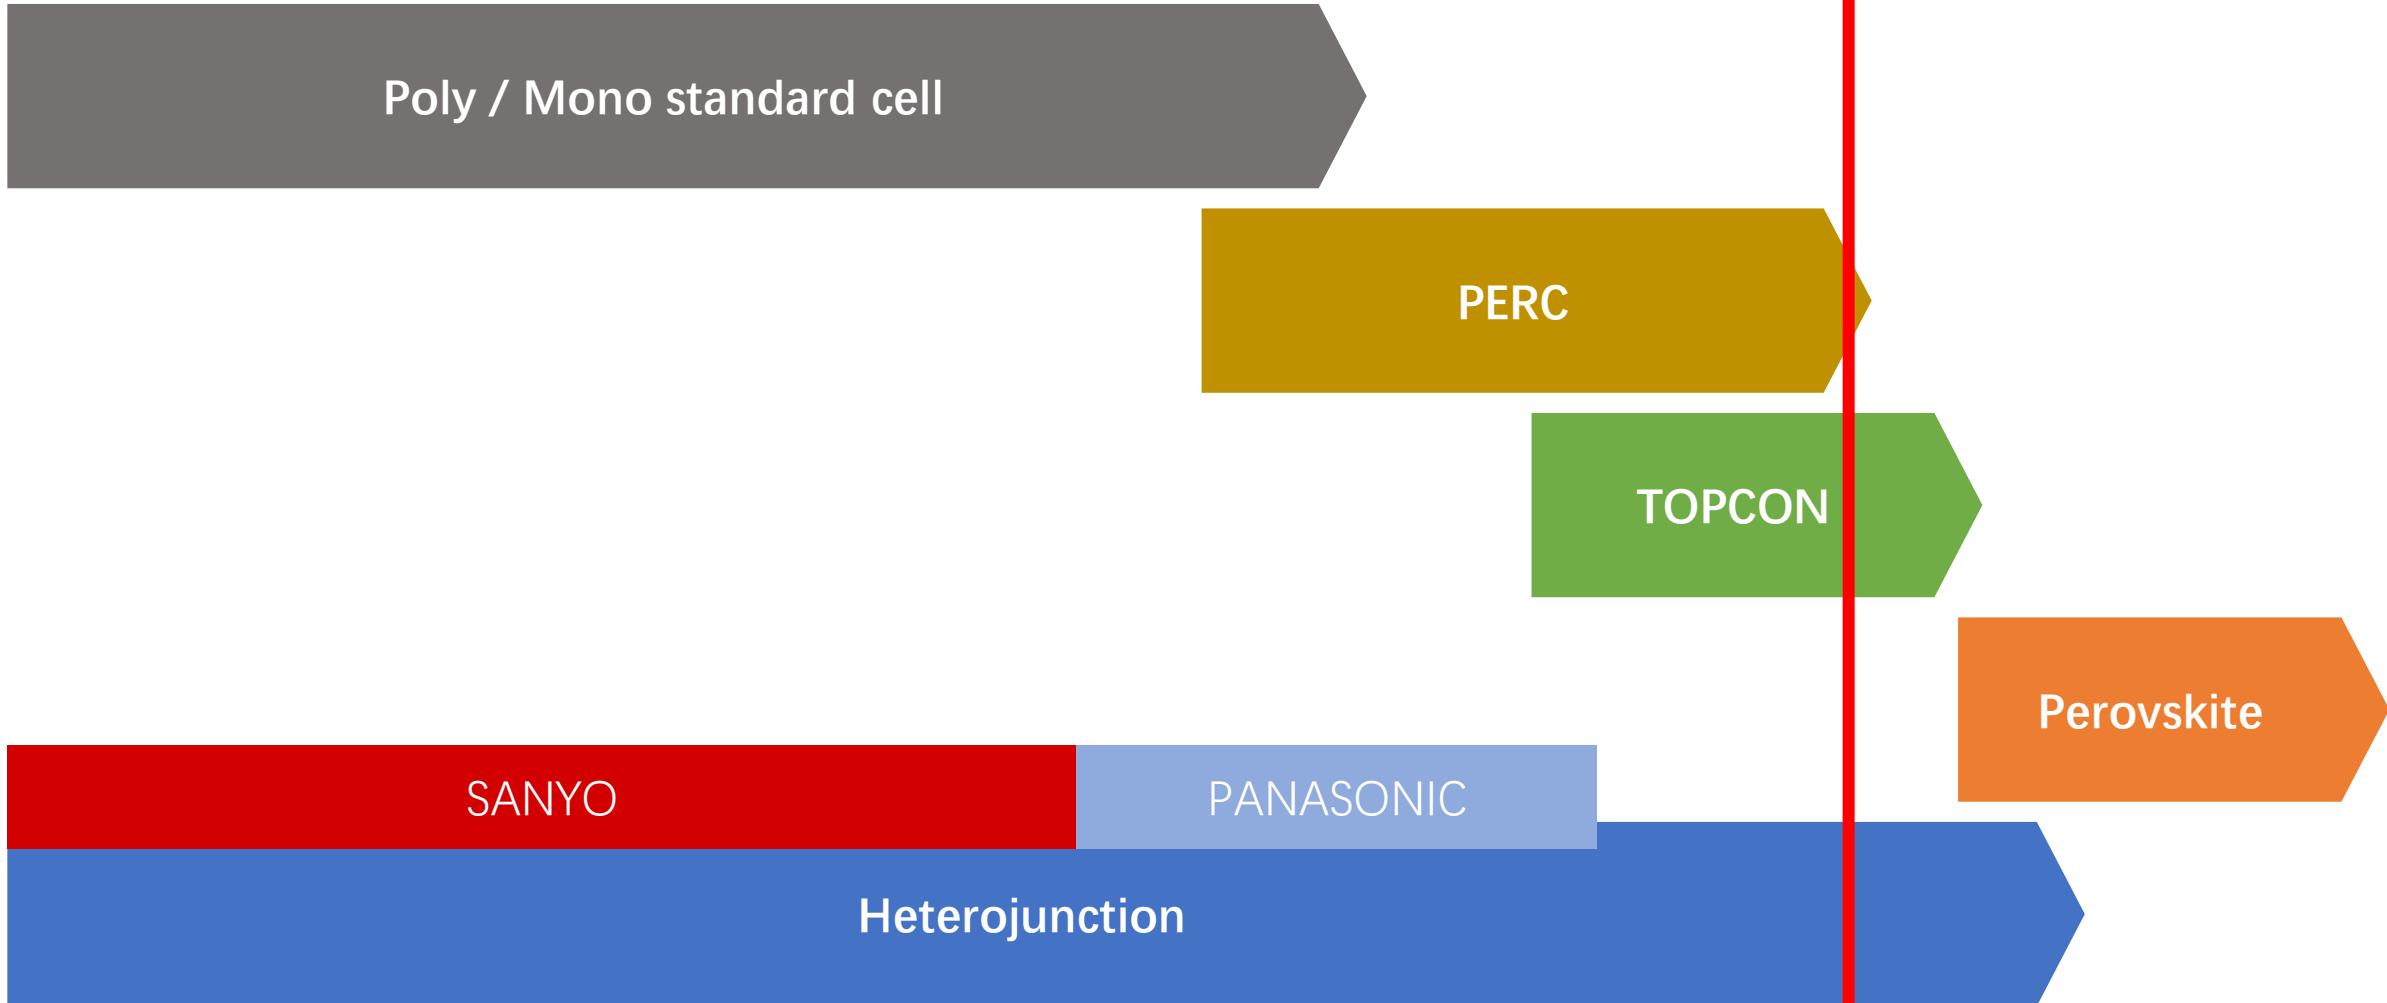 Poly / Mono standard cell
PERC
TOPCON
Perovskite
SANYO
PANASONIC
Heterojunction